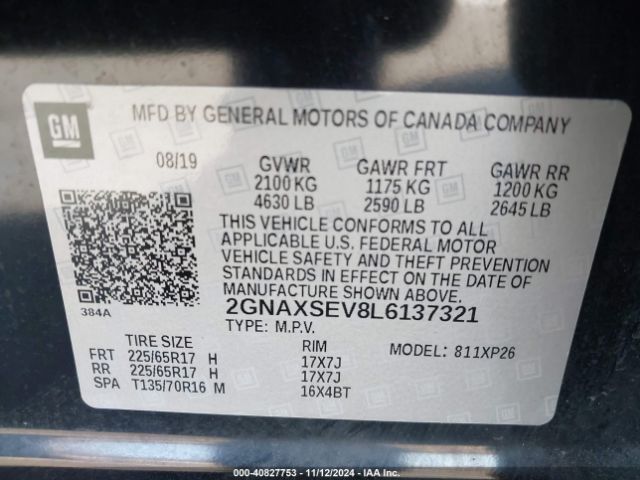 GM
MFD BY GENERAL MOTORS OF CANADA COMPANY
08/19 GVWR GAWR FRT GAWR RR
2100 KG 1175 KG 1200 KG
4630 LB 2590 LB 2645 LB
THIS VEHICLE CONFORMS TO ALL
APPLICABLE U.S. FEDERAL MOTOR
VEHICLE SAFETY AND THEFT PREVENTION
STANDARDS IN EFFECT ON THE DATE OF
MANUFACTURE SHOWN ABOVE.
384A 2GNAXSEV8L6137321
TYPE: M.P.V.
TIRE SIZE RIM MODEL: 811XP26
FRT 225/65R17 H 17X7J
RR 225/65R17 H 17X7J
SPA T135/70R16 M 16X4BT
000-40827753 - 11/12/2024 - IAA Inc.